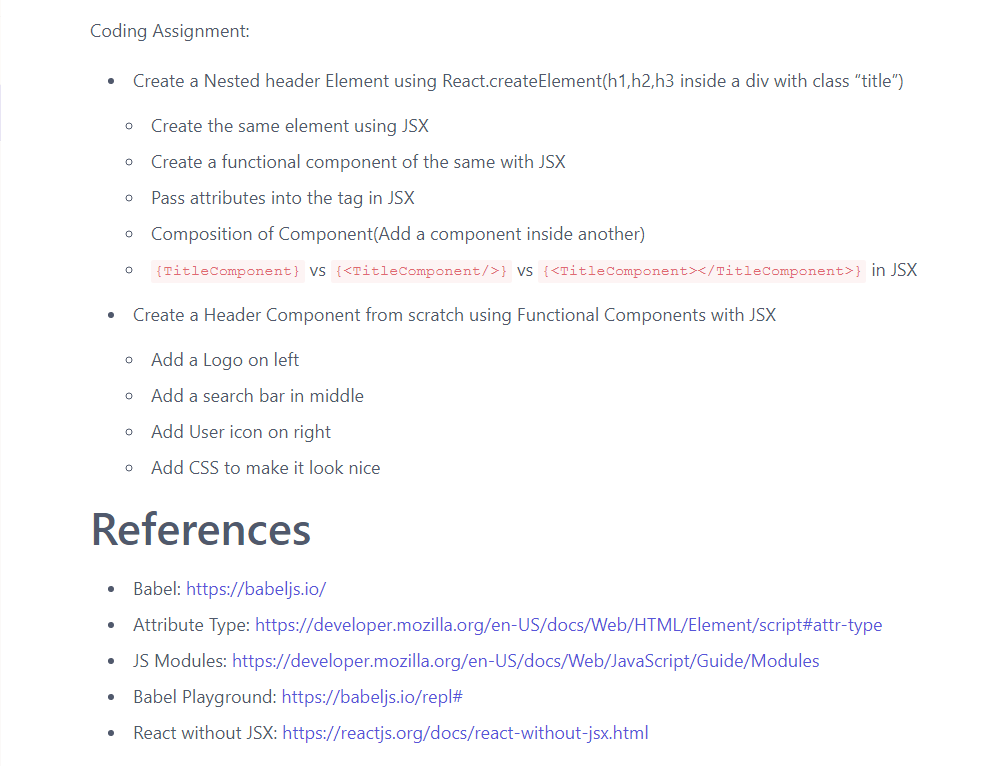 Coding Assignment:
Create a Nested header Element using React.createElement(h1,h2,h3 inside a div with class “title”)
Create the same element using JSX
Create a functional component of the same with JSX
Pass attributes into the tag in JSX
Composition of Component(Add a component inside another)
{TitleComponent} vs {<TitleComponent/>} vs {<TitleComponent></TitleComponent>} in JSX
Create a Header Component from scratch using Functional Components with JSX
Add a Logo on left
Add a search bar in middle
Add User icon on right
Add CSS to make it look nice
References
Babel: https://babeljs.io/
Attribute Type: https://developer.mozilla.org/en-US/docs/Web/HTML/Element/script#attr-type
JS Modules: https://developer.mozilla.org/en-US/docs/Web/JavaScript/Guide/Modules
Babel Playground: https://babeljs.io/repl#
React without JSX: https://reactjs.org/docs/react-without-jsx.html